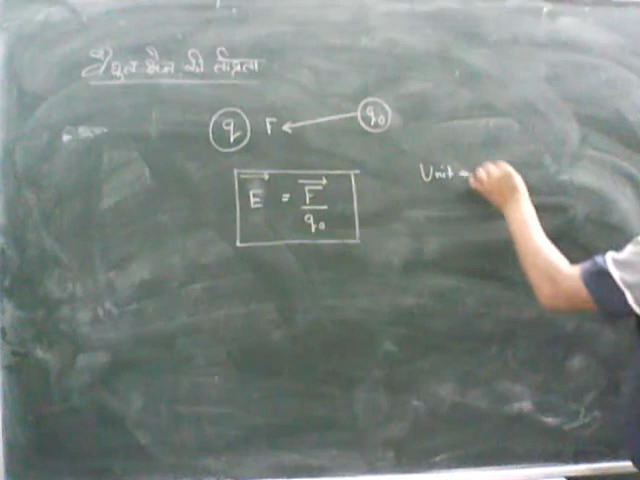 वैद्युत क्षेत्र की तीव्रता
q F q₀
E = F
q₀
Unit =